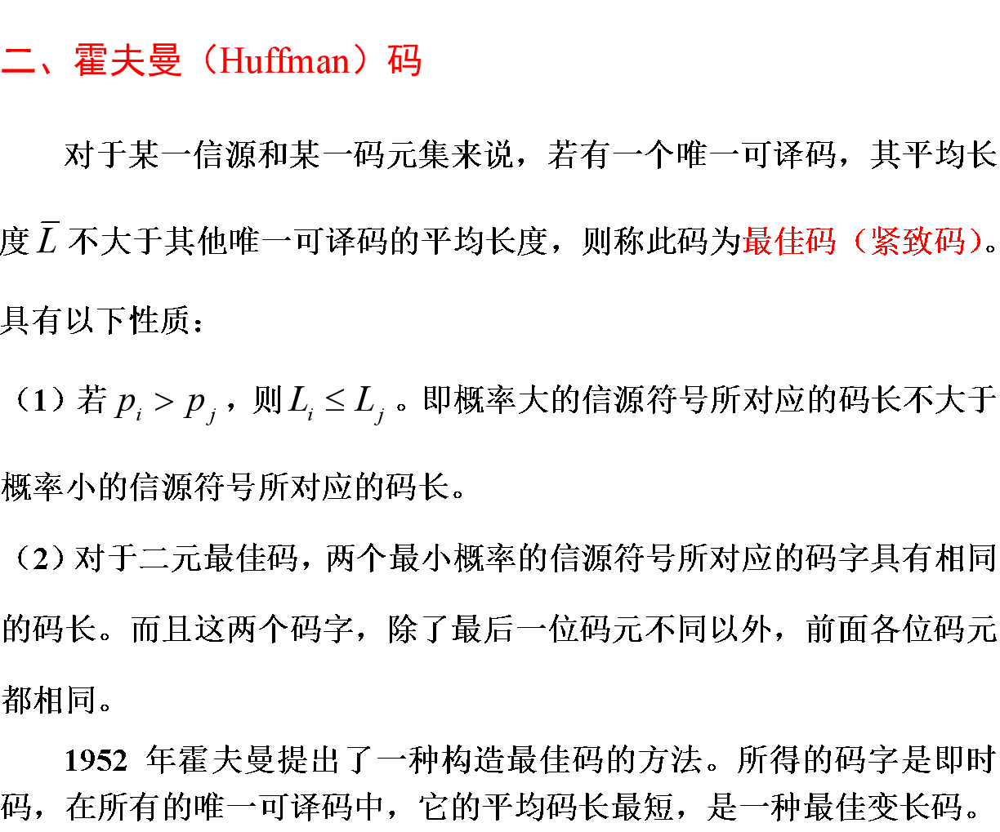 二、霍夫曼（Huffman）码
对于某一信源和某一码元集来说，若有一个唯一可译码，其平均长
度 L̅ 不大于其他唯一可译码的平均长度，则称此码为最佳码（紧致码）。
具有以下性质：
（1）若 pᵢ > pⱼ ，则 Lᵢ ≤ Lⱼ 。即概率大的信源符号所对应的码长不大于
概率小的信源符号所对应的码长。
（2）对于二元最佳码，两个最小概率的信源符号所对应的码字具有相同
的码长。而且这两个码字，除了最后一位码元不同以外，前面各位码元
都相同。
1952 年霍夫曼提出了一种构造最佳码的方法。所得的码字是即时
码，在所有的唯一可译码中，它的平均码长最短，是一种最佳变长码。